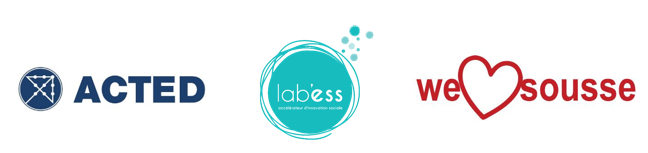 ACTED
lab'ess
accélérateur d'innovation sociale
we sousse